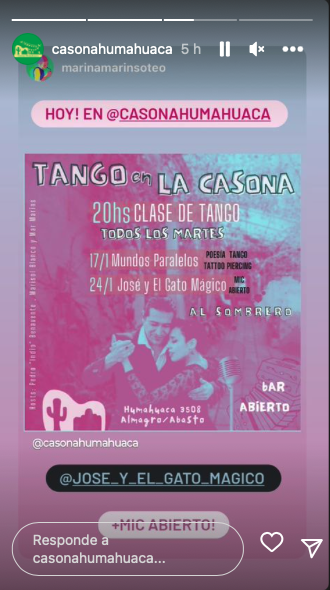 casonahumahuaca 5 h
marinamarinsoteo
HOY! EN @CASONAHUMAHUACA
TANGO en LA CASONA
20hs CLASE DE TANGO
TODOS LOS MARTES
17/1 Mundos Paralelos POESIA TANGO
TATTOO PIERCING
24/1 José y El Gato Mágico MIC
ABIERTO
AL SOMBRERO
bAR
AbIERTO
Humahuaca 3508
Almagro/Abasto
@casonahumahuaca
@JOSE_Y_EL_GATO_MAGICO
+MIC ABIERTO!
Responde a
casonahumahuaca...